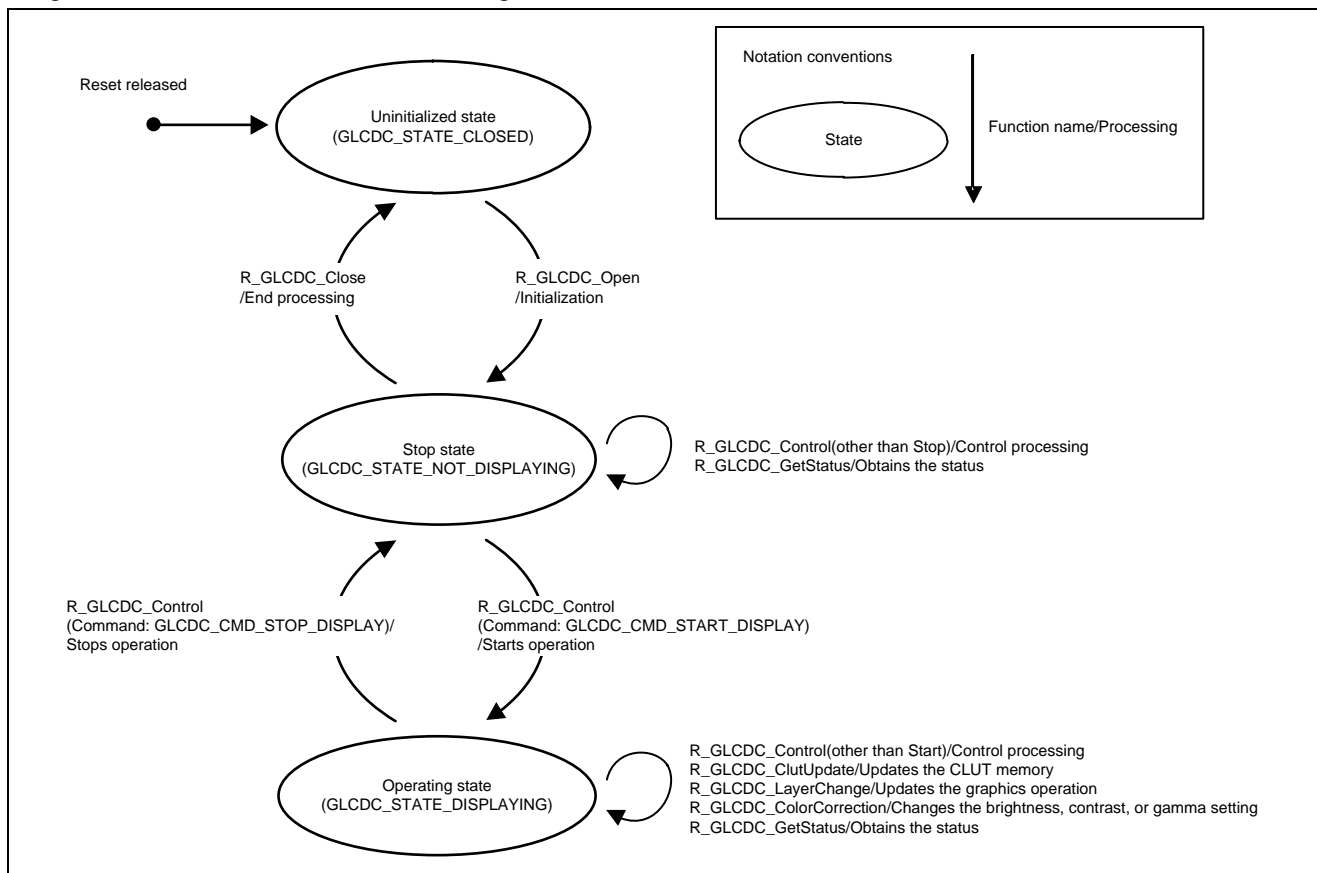 Reset released
Uninitialized state
(GLCDC_STATE_CLOSED)
Notation conventions
State
Function name/Processing
R_GLCDC_Close
/End processing
R_GLCDC_Open
/Initialization
Stop state
(GLCDC_STATE_NOT_DISPLAYING)
R_GLCDC_Control(other than Stop)/Control processing
R_GLCDC_GetStatus/Obtains the status
R_GLCDC_Control
(Command: GLCDC_CMD_STOP_DISPLAY)/
Stops operation
R_GLCDC_Control
(Command: GLCDC_CMD_START_DISPLAY)
/Starts operation
Operating state
(GLCDC_STATE_DISPLAYING)
R_GLCDC_Control(other than Start)/Control processing
R_GLCDC_ClutUpdate/Updates the CLUT memory
R_GLCDC_LayerChange/Updates the graphics operation
R_GLCDC_ColorCorrection/Changes the brightness, contrast, or gamma setting
R_GLCDC_GetStatus/Obtains the status